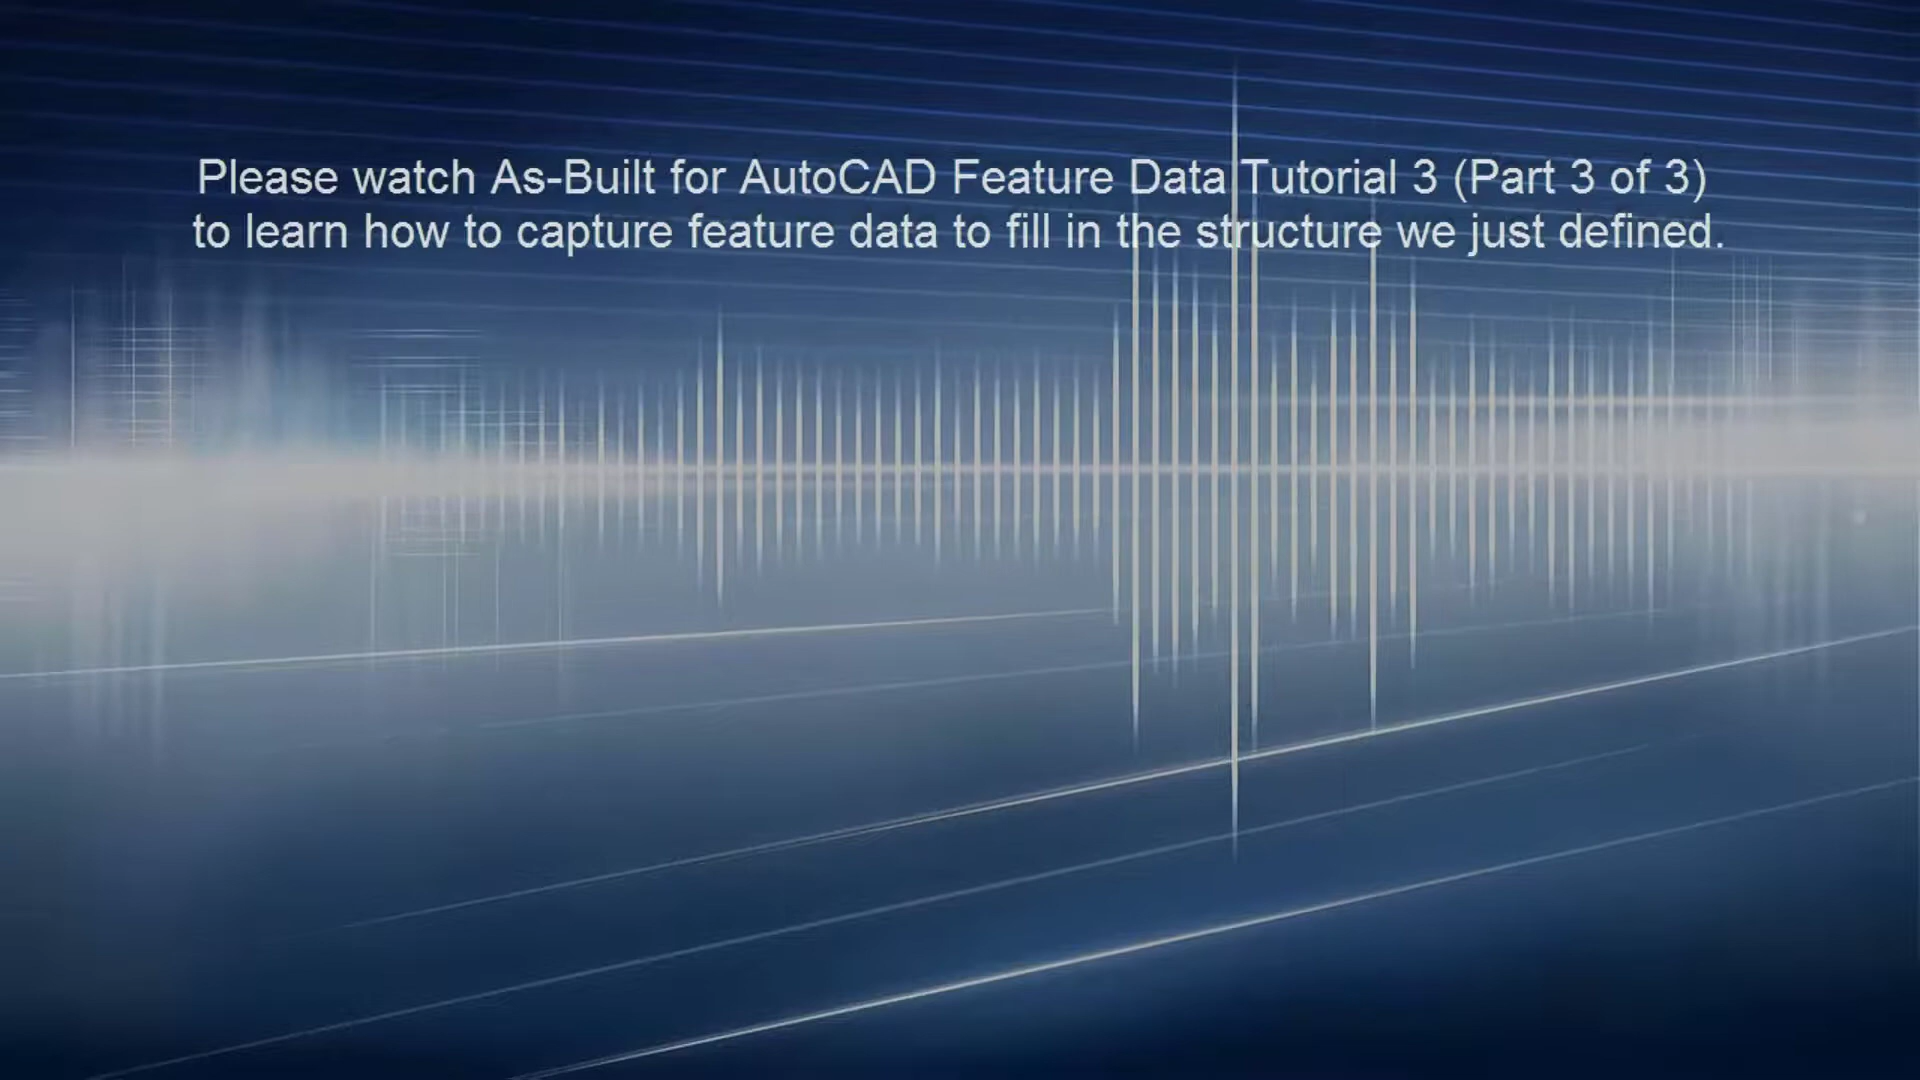 Please watch As-Built for AutoCAD Feature Data Tutorial 3 (Part 3 of 3)
to learn how to capture feature data to fill in the structure we just defined.